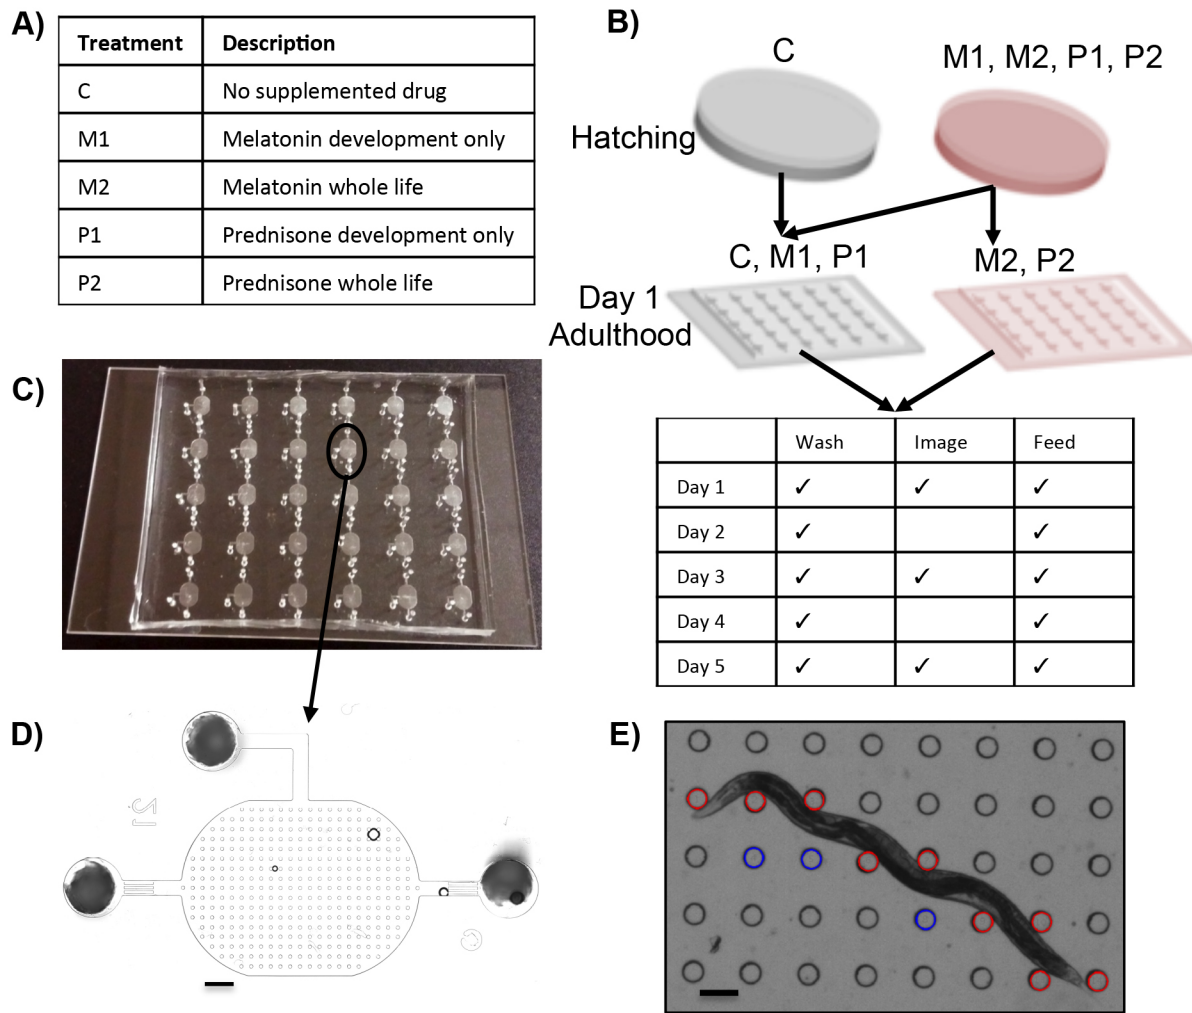 A)
Treatment Description
C No supplemented drug
M1 Melatonin development only
M2 Melatonin whole life
P1 Prednisone development only
P2 Prednisone whole life
B)
C
M1, M2, P1, P2
Hatching
C, M1, P1
M2, P2
Day 1
Adulthood
Wash Image Feed
Day 1 ✓ ✓ ✓
Day 2 ✓ ✓
Day 3 ✓ ✓ ✓
Day 4 ✓ ✓
Day 5 ✓ ✓ ✓
C)
D)
12
E)